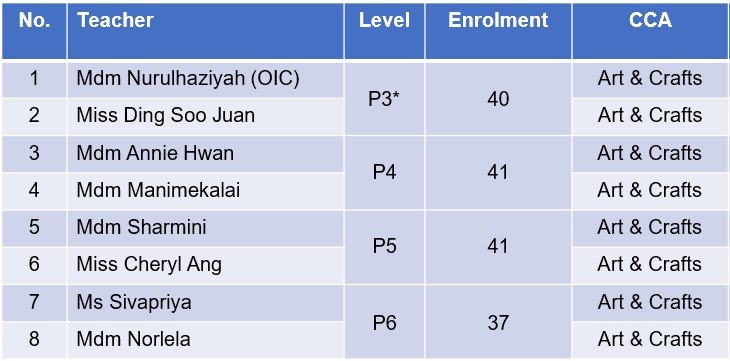 No. Teacher Level Enrolment CCA
1 Mdm Nurulhaziyah (OIC) P3* 40 Art & Crafts
2 Miss Ding Soo Juan Art & Crafts
3 Mdm Annie Hwan P4 41 Art & Crafts
4 Mdm Manimekalai Art & Crafts
5 Mdm Sharmini P5 41 Art & Crafts
6 Miss Cheryl Ang Art & Crafts
7 Ms Sivapriya P6 37 Art & Crafts
8 Mdm Norlela Art & Crafts